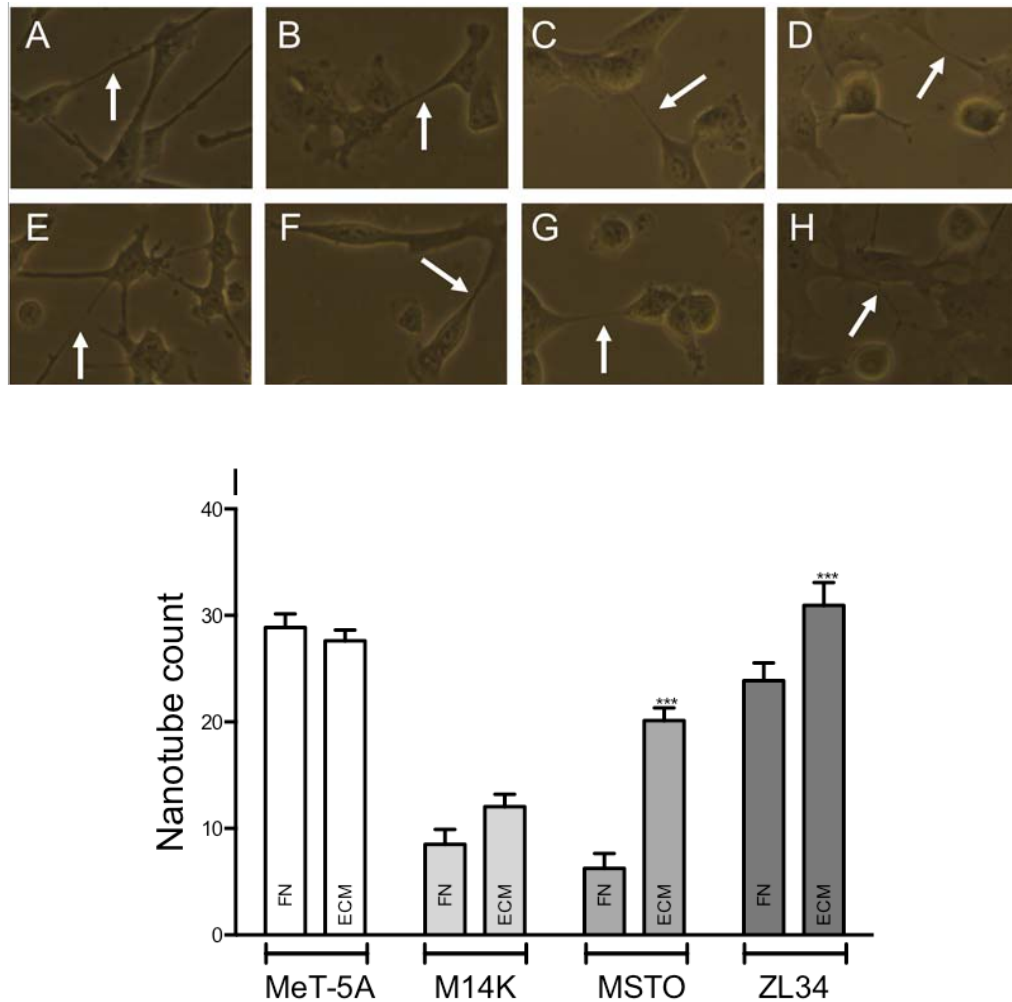 A B C D
E F G H
40
30
20
10
0
Nanotube count
*** ***
FN ECM FN ECM FN ECM FN ECM
MeT-5A M14K MSTO ZL34